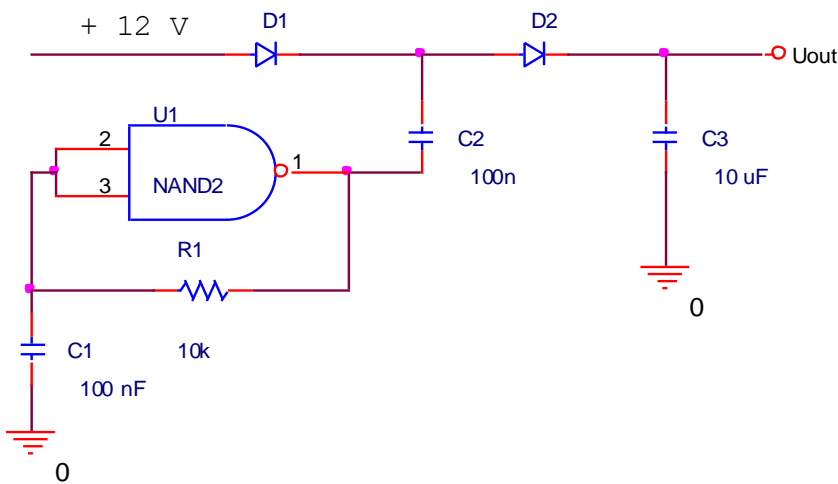 + 12 V
D1
D2
Uout
U1
2
3
1
NAND2
C2
100n
C3
10 uF
R1
10k
0
C1
100 nF
0